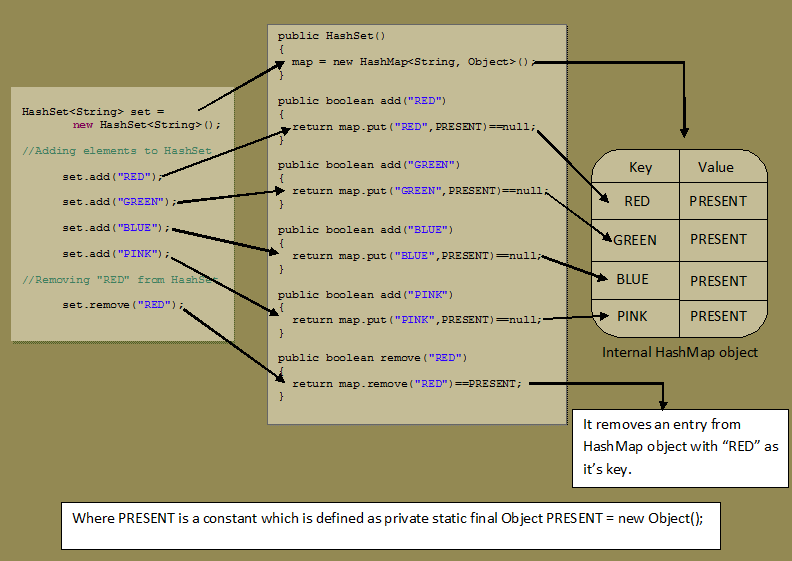 HashSet<String> set =
new HashSet<String>();
//Adding elements to HashSet
set.add("RED");
set.add("GREEN");
set.add("BLUE");
set.add("PINK");
//Removing "RED" from HashSet
set.remove("RED");
public HashSet()
{
map = new HashMap<String, Object>();
}
public boolean add("RED")
{
return map.put("RED",PRESENT)==null;
}
public boolean add("GREEN")
{
return map.put("GREEN",PRESENT)==null;
}
public boolean add("BLUE")
{
return map.put("BLUE",PRESENT)==null;
}
public boolean add("PINK")
{
return map.put("PINK",PRESENT)==null;
}
public boolean remove("RED")
{
return map.remove("RED")==PRESENT;
}
Key Value
RED PRESENT
GREEN PRESENT
BLUE PRESENT
PINK PRESENT
Internal HashMap object
It removes an entry from
HashMap object with “RED” as
it’s key.
Where PRESENT is a constant which is defined as private static final Object PRESENT = new Object();